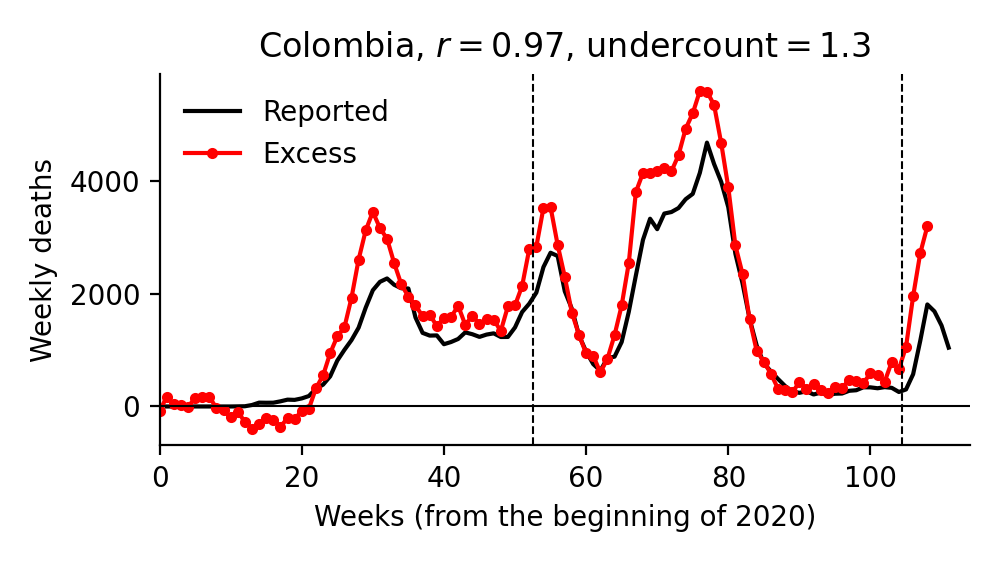 Colombia, r = 0.97, undercount = 1.3
Reported
Excess
Weekly deaths
4000
2000
0
0 20 40 60 80 100
Weeks (from the beginning of 2020)